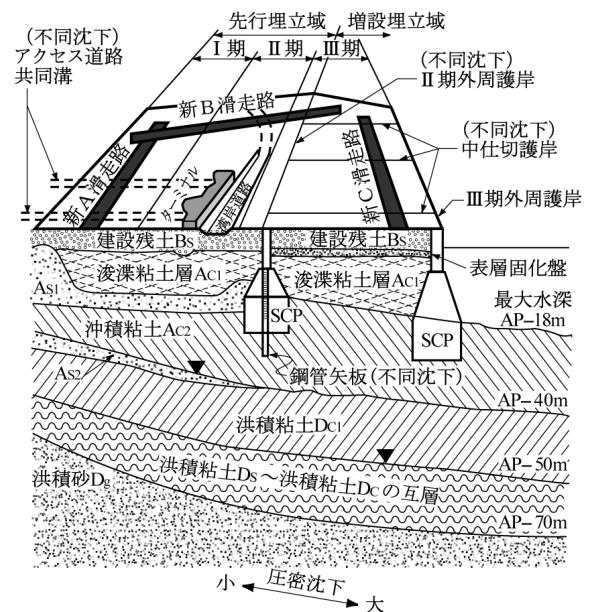 先行埋立域
増設埋立域
(不同沈下)
アクセス道路
共同溝
Ⅰ期
Ⅱ期
Ⅲ期
(不同沈下)
Ⅱ期外周護岸
新B滑走路
(不同沈下)
中仕切護岸
新A滑走路
ターミナル
湾岸道路
新C滑走路
Ⅲ期外周護岸
建設残土Bs
建設残土Bs
表層固化盤
浚渫粘土層AC1
浚渫粘土層AC1
AS1
最大水深
AP−18m
SCP
SCP
沖積粘土AC2
AS2
鋼管矢板(不同沈下)
AP−40m
洪積粘土DC1
AP−50m
洪積粘土DS〜洪積粘土DCの互層
洪積砂Dg
AP−70m
小 圧密沈下 大